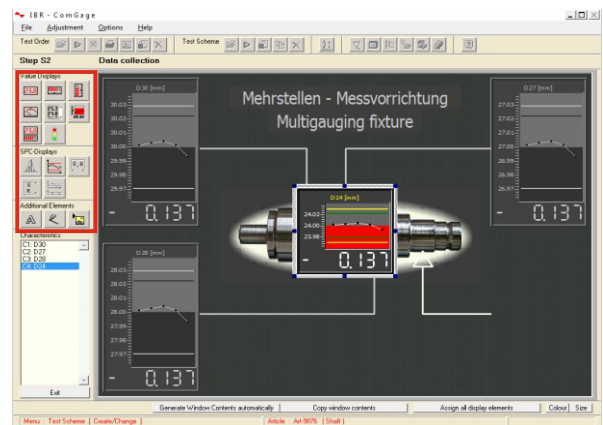 IBR - ComGage
File Adjustment Options Help
Test Order Test Scheme
Step S2 Data collection
Value Displays
SPC-Displays
Additional Elements
Characteristics
C1: D30
C2: D27
C3: D28
C4: D24
Exit
D30 [mm]
30.03
30.02
30.01
30.00
29.99
29.98
29.97
- 0.137
Mehrstellen - Messvorrichtung
Multigauging fixture
D27 [mm]
27.03
27.02
27.01
27.00
26.99
26.98
26.97
- 0.137
D24 [mm]
24.02
24.00
23.98
- 0.137
D28 [mm]
28.03
28.02
28.01
28.00
27.99
27.98
27.97
- 0.137
Generate Window Contents automatically Copy window contents Assign all display elements Colour Size
Menu : Test Scheme [ Create/Change ] Article : Art-9876 [ Shaft ]